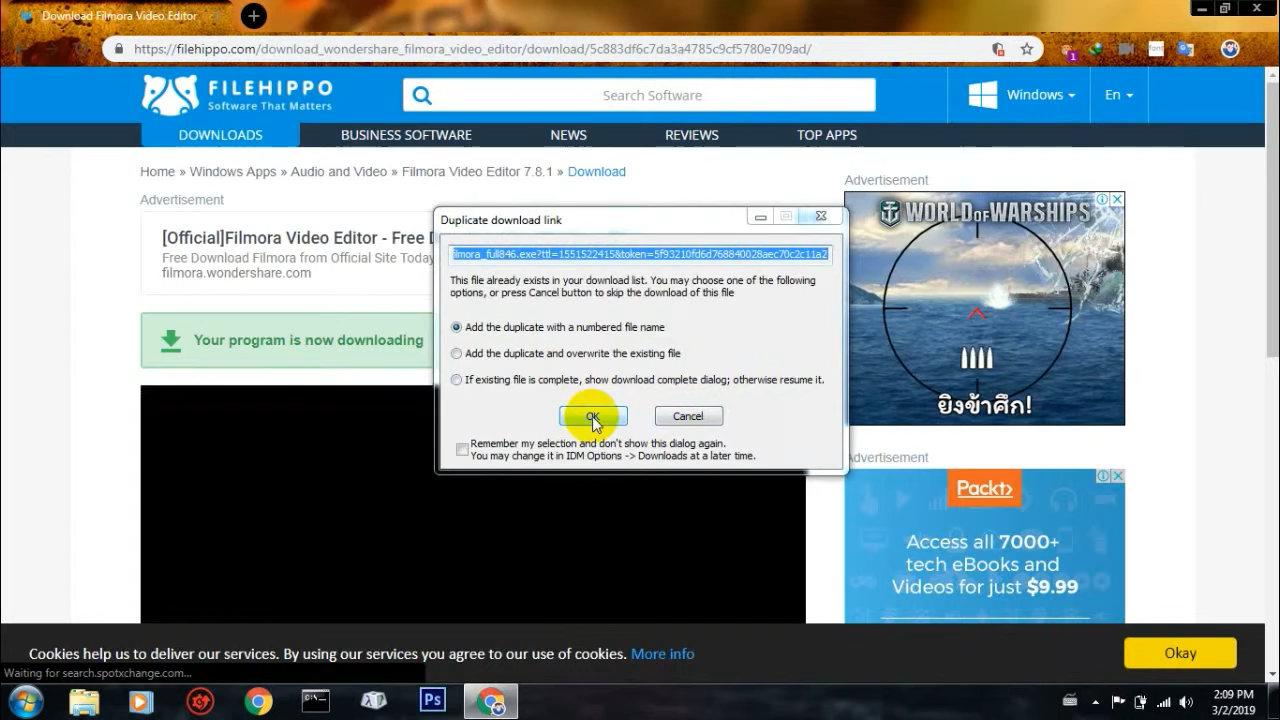 Download Filmora Video Editor
https://filehippo.com/download_wondershare_filmora_video_editor/download/5c883df6c7da3a4785c9cf5780e709ad/
1
FILEHIPPO
Software That Matters
Search Software
Windows
En
DOWNLOADS
BUSINESS SOFTWARE
NEWS
REVIEWS
TOP APPS
Home » Windows Apps » Audio and Video » Filmora Video Editor 7.8.1 » Download
Advertisement
[Official]Filmora Video Editor - Free D
Free Download Filmora from Official Site Today
filmora.wondershare.com
Your program is now downloading
Duplicate download link
filmora_full846.exe?ttl=1551522415&token=5f93210fd6d768840028aec70c2c11a2
This file already exists in your download list. You may choose one of the following
options, or press Cancel button to skip the download of this file
Add the duplicate with a numbered file name
Add the duplicate and overwrite the existing file
If existing file is complete, show download complete dialog; otherwise resume it.
OK
Cancel
Remember my selection and don't show this dialog again.
You may change it in IDM Options -> Downloads at a later time.
Advertisement
WORLD OF WARSHIPS
ยิงข้าศึก!
Advertisement
Packt>
Access all 7000+
tech eBooks and
Videos for just $9.99
Cookies help us to deliver our services. By using our services you agree to our use of cookies. More info
Okay
Waiting for search.spotxchange.com...
Ps
2:09 PM
3/2/2019